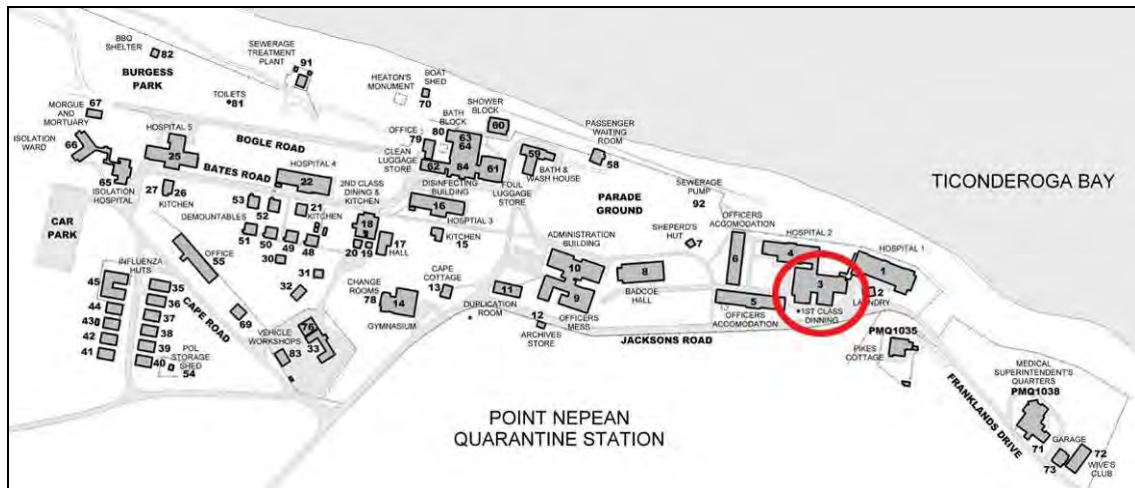 BBQ
SHELTER
82
BURGESS
PARK
SEWERAGE
TREATMENT
PLANT
91
TOILETS
81
HEATON'S
MONUMENT
BOAT
SHED
70
MORGUE
AND
MORTUARY
67
ISOLATION
WARD
66
65
ISOLATION
HOSPITAL
HOSPITAL 5
25
BOGLE ROAD
BATES ROAD
27
26
KITCHEN
HOSPITAL 4
22
DEMOUNTABLES
53
52
21
KITCHEN
51
50
49
48
30
31
32
OFFICE
79
BATH
BLOCK
80
63
64
84
62
61
CLEAN
LUGGAGE
STORE
SHOWER
BLOCK
60
DISINFECTING
BUILDING
FOUL
LUGGAGE
STORE
59
BATH &
WASH HOUSE
PASSENGER
WAITING
ROOM
58
2ND CLASS
DINING &
KITCHEN
18
20
19
17
HALL
16
HOSPTIAL 3
KITCHEN
15
PARADE
GROUND
SEWERAGE
PUMP
92
SHEPERD'S
HUT
7
OFFICERS
ACCOMODATION
6
HOSPITAL 2
4
HOSPITAL 1
1
TICONDEROGA BAY
CAR
PARK
INFLUENZA
HUTS
45
44
43
42
41
35
36
37
38
39
40
POL
STORAGE
SHED
54
OFFICE
55
CAPE ROAD
69
VEHICLE
WORKSHOPS
83
76
33
CHANGE
ROOMS
78
14
GYMNASIUM
CAPE
COTTAGE
13
11
DUPLICATION
ROOM
ADMINISTRATION
BUILDING
10
9
OFFICERS
MESS
12
ARCHIVES
STORE
8
BADCOE
HALL
5
OFFICERS
ACCOMODATION
3
2
LAUNDRY
1ST CLASS
DINNING
JACKSONS ROAD
PMQ1035
PIKES
COTTAGE
FRANKLANDS DRIVE
MEDICAL
SUPERINTENDENT'S
QUARTERS
PMQ1038
71
GARAGE
73
72
WIVE'S
CLUB
POINT NEPEAN
QUARANTINE STATION